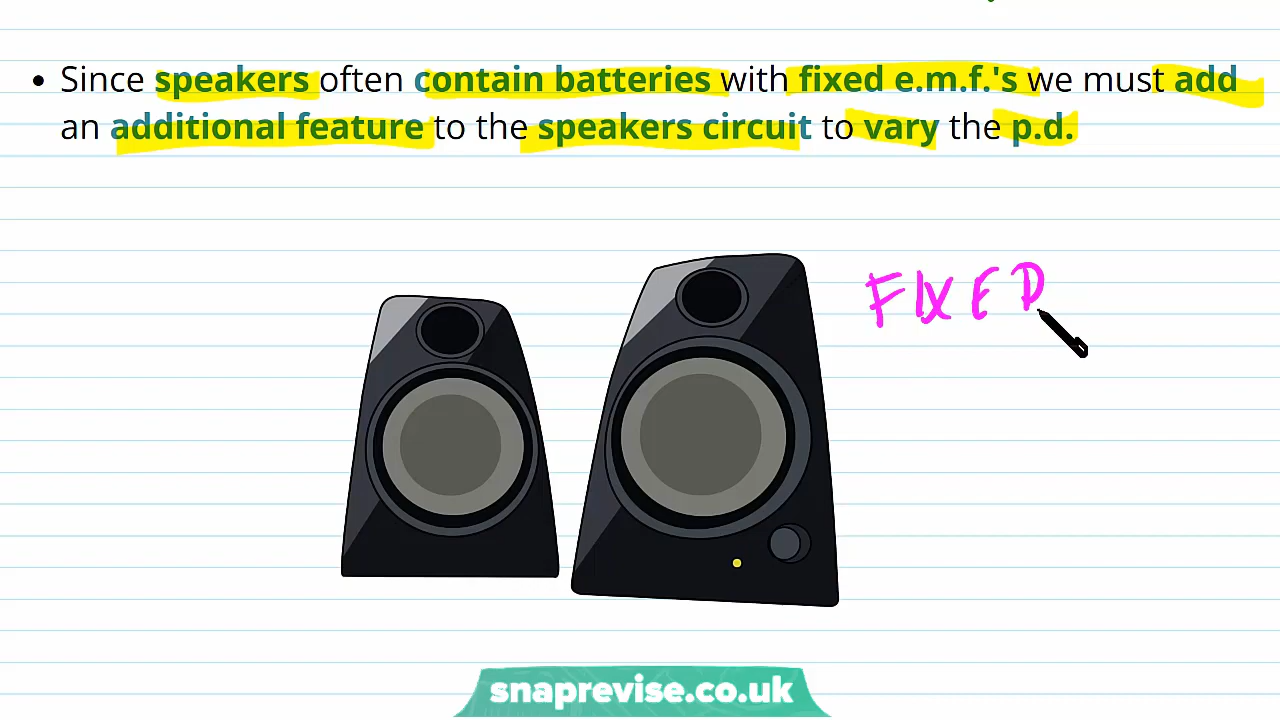 • Since speakers often contain batteries with fixed e.m.f.'s we must add
an additional feature to the speakers circuit to vary the p.d.
FIXED
snaprevise.co.uk